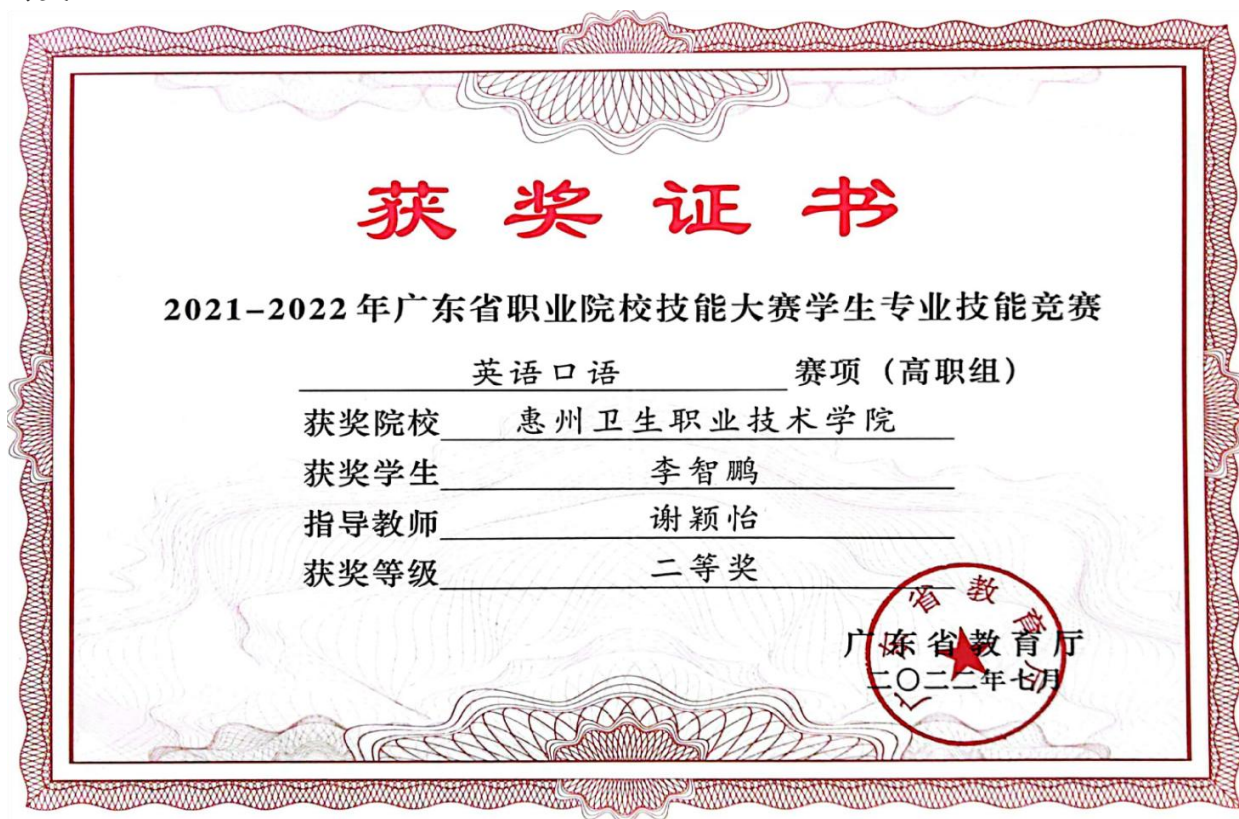 获奖证书
2021-2022年广东省职业院校技能大赛学生专业技能竞赛
英语口语 赛项（高职组）
获奖院校 惠州卫生职业技术学院
获奖学生 李智鹏
指导教师 谢颖怡
获奖等级 二等奖
广东省教育厅
二〇二二年七月
广东省教育厅